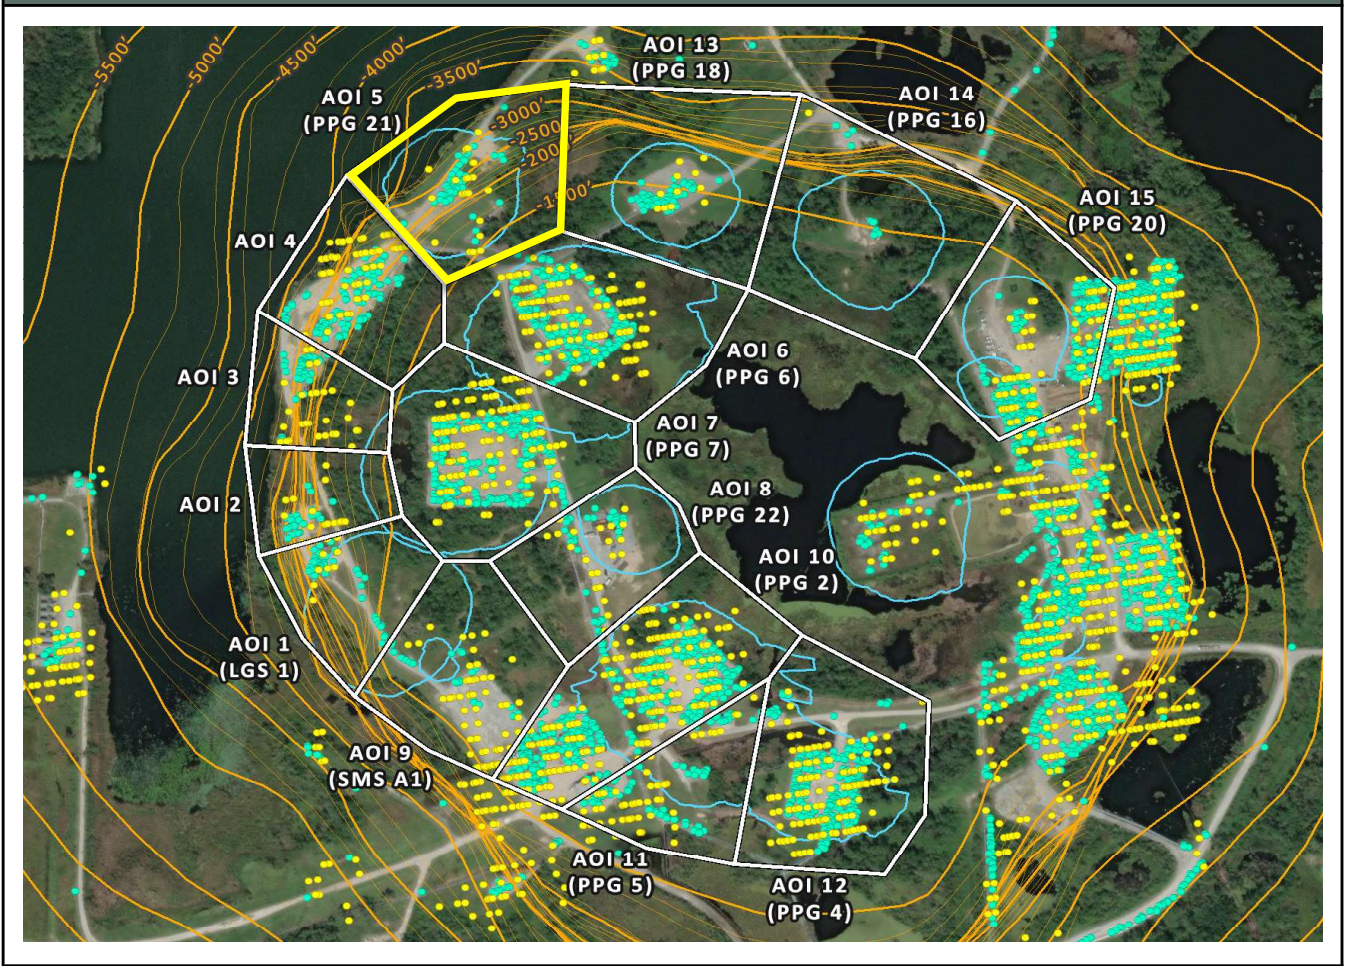 -5500'
-5000'
-4500'
-4000'
-3500'
-3000'
-2500'
-2000'
AOI 13
(PPG 18)
AOI 5
(PPG 21)
AOI 14
(PPG 16)
AOI 15
(PPG 20)
AOI 4
AOI 6
(PPG 6)
AOI 3
AOI 7
(PPG 7)
AOI 2
AOI 8
(PPG 22)
AOI 10
(PPG 2)
AOI 1
(LGS 1)
AOI 9
(SMS A1)
AOI 11
(PPG 5)
AOI 12
(PPG 4)